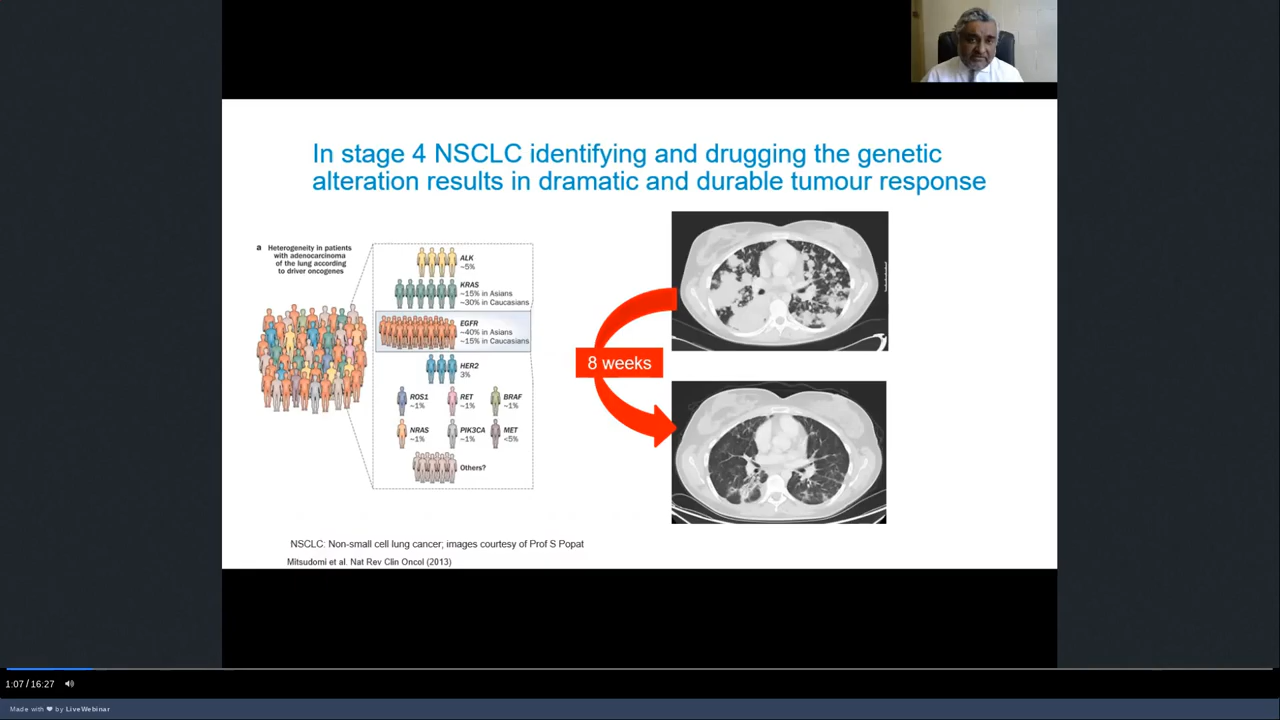 In stage 4 NSCLC identifying and drugging the genetic
alteration results in dramatic and durable tumour response
a Heterogeneity in patients
with adenocarcinoma
of the lung according
to driver oncogenes
ALK
~5%
KRAS
~15% in Asians
~30% in Caucasians
EGFR
~40% in Asians
~15% in Caucasians
HER2
3%
ROS1
~1%
RET
~1%
BRAF
~1%
NRAS
~1%
PIK3CA
~1%
MET
<5%
Others?
8 weeks
NSCLC: Non-small cell lung cancer; images courtesy of Prof S Popat
Mitsudomi et al. Nat Rev Clin Oncol (2013)
1:07 / 16:27
Made with ❤ by LiveWebinar